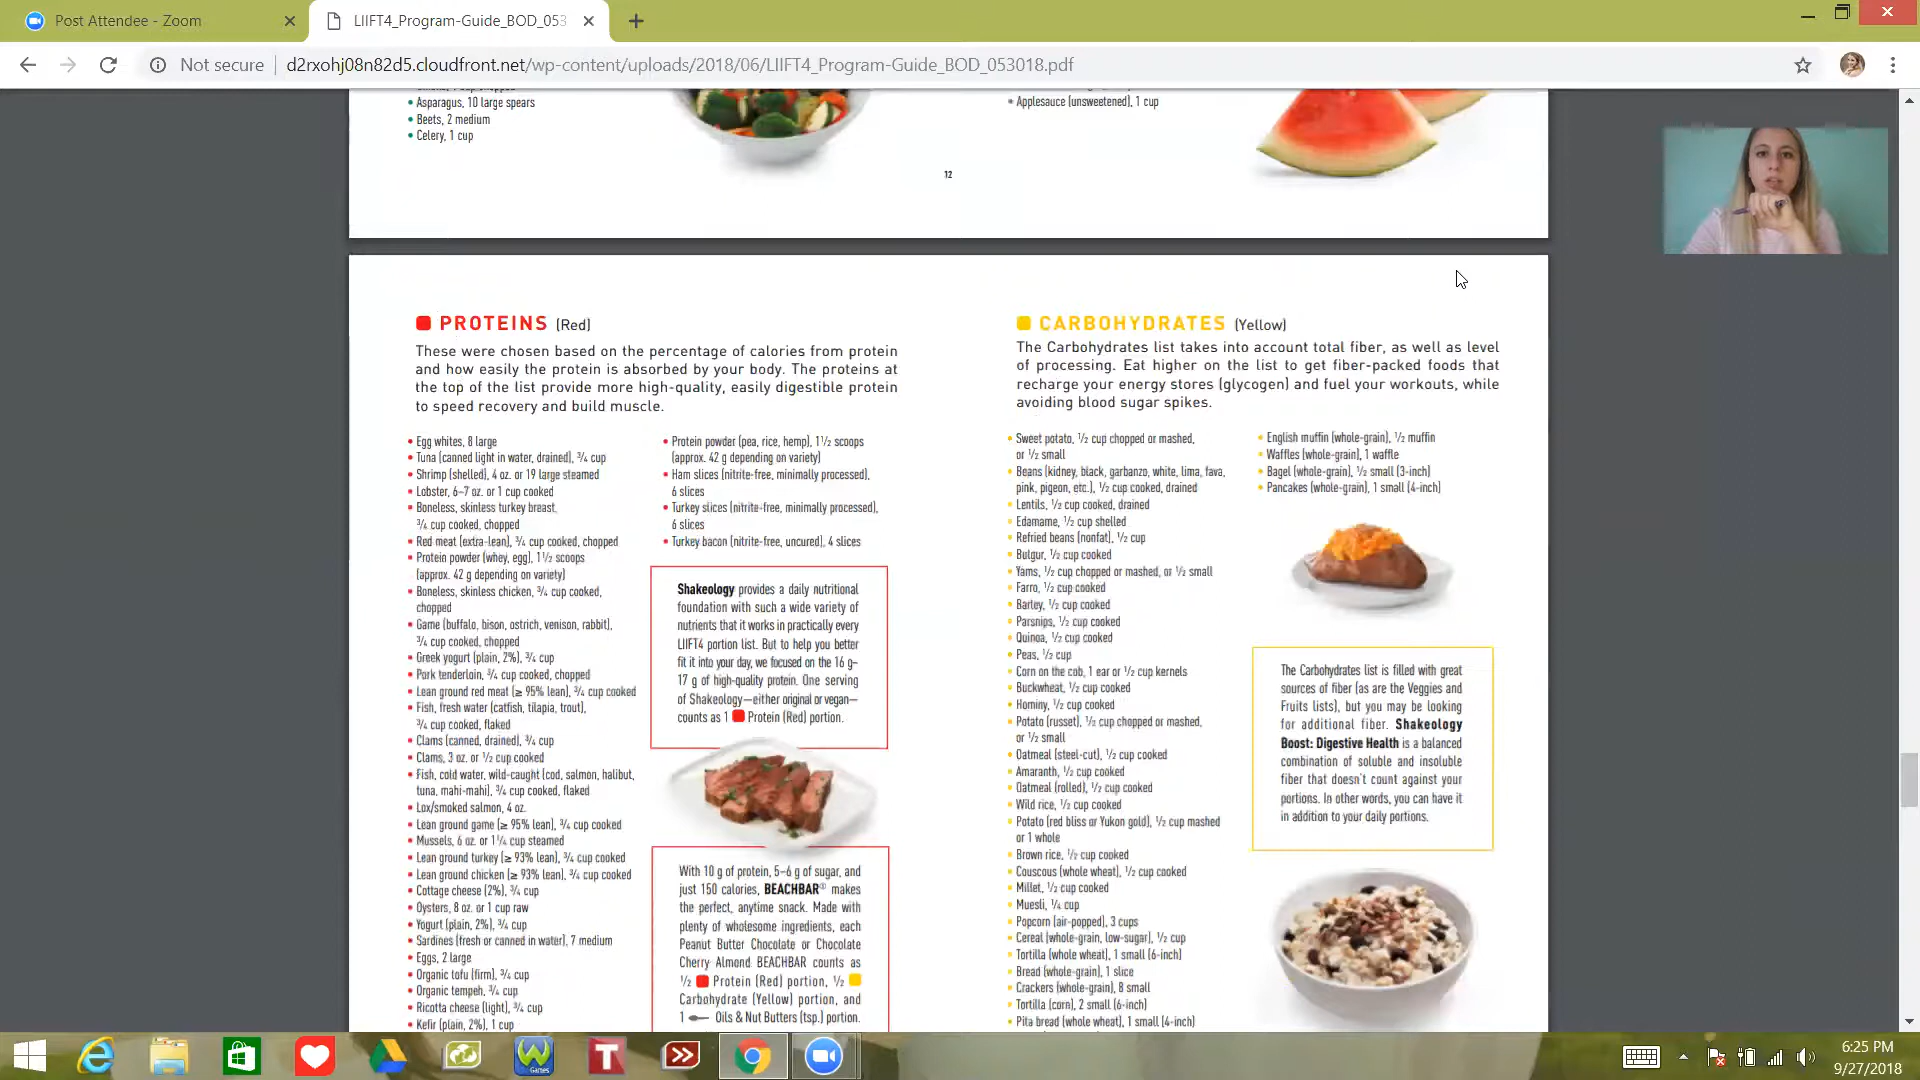 Post Attendee - Zoom
LIIFT4_Program-Guide_BOD_053
Not secure
d2rxohj08n82d5.cloudfront.net/wp-content/uploads/2018/06/LIIFT4_Program-Guide_BOD_053018.pdf
Asparagus, 10 large spears
Beets, 2 medium
Celery, 1 cup
Applesauce (unsweetened), 1 cup
12
PROTEINS (Red)
These were chosen based on the percentage of calories from protein
and how easily the protein is absorbed by your body. The proteins at
the top of the list provide more high-quality, easily digestible protein
to speed recovery and build muscle.
Egg whites, 8 large
Tuna (canned light in water, drained), ¾ cup
Shrimp (shelled), 4 oz. or 19 large steamed
Lobster, 6–7 oz. or 1 cup cooked
Boneless, skinless turkey breast,
¾ cup cooked, chopped
Red meat (extra-lean), ¾ cup cooked, chopped
Protein powder (whey, egg), 1½ scoops
(approx. 42 g depending on variety)
Boneless, skinless chicken, ¾ cup cooked,
chopped
Game (buffalo, bison, ostrich, venison, rabbit),
¾ cup cooked, chopped
Greek yogurt (plain, 2%), ¾ cup
Pork tenderloin, ¾ cup cooked, chopped
Lean ground red meat (≥ 95% lean), ¾ cup cooked
Fish, fresh water (catfish, tilapia, trout),
¾ cup cooked, flaked
Clams (canned, drained), ¾ cup
Clams, 3 oz. or ½ cup cooked
Fish, cold water, wild-caught (cod, salmon, halibut,
tuna, mahi-mahi), ¾ cup cooked, flaked
Lox/smoked salmon, 4 oz.
Lean ground game (≥ 95% lean), ¾ cup cooked
Mussels, 6 oz. or 1¼ cup steamed
Lean ground turkey (≥ 93% lean), ¾ cup cooked
Lean ground chicken (≥ 93% lean), ¾ cup cooked
Cottage cheese (2%), ¾ cup
Oysters, 8 oz. or 1 cup raw
Yogurt (plain, 2%), ¾ cup
Sardines (fresh or canned in water), 7 medium
Eggs, 2 large
Organic tofu (firm), ¾ cup
Organic tempeh, ¾ cup
Ricotta cheese (light), ¾ cup
Kefir (plain, 2%), 1 cup
Protein powder (pea, rice, hemp), 1½ scoops
(approx. 42 g depending on variety)
Ham slices (nitrite-free, minimally processed),
6 slices
Turkey slices (nitrite-free, minimally processed),
6 slices
Turkey bacon (nitrite-free, uncured), 4 slices
Shakeology provides a daily nutritional
foundation with such a wide variety of
nutrients that it works in practically every
LIIFT4 portion list. But to help you better
fit it into your day, we focused on the 16 g–
17 g of high-quality protein. One serving
of Shakeology—either original or vegan—
counts as 1 Protein (Red) portion.
With 10 g of protein, 5–6 g of sugar, and
just 150 calories, BEACHBAR® makes
the perfect, anytime snack. Made with
plenty of wholesome ingredients, each
Peanut Butter Chocolate or Chocolate
Cherry Almond BEACHBAR counts as
½ Protein (Red) portion, ½
Carbohydrate (Yellow) portion, and
1 Oils & Nut Butters (tsp.) portion.
CARBOHYDRATES (Yellow)
The Carbohydrates list takes into account total fiber, as well as level
of processing. Eat higher on the list to get fiber-packed foods that
recharge your energy stores (glycogen) and fuel your workouts, while
avoiding blood sugar spikes.
Sweet potato, ½ cup chopped or mashed,
or ½ small
Beans (kidney, black, garbanzo, white, lima, fava,
pink, pigeon, etc.), ½ cup cooked, drained
Lentils, ½ cup cooked, drained
Edamame, ½ cup shelled
Refried beans (nonfat), ½ cup
Bulgur, ½ cup cooked
Yams, ½ cup chopped or mashed, or ½ small
Farro, ½ cup cooked
Barley, ½ cup cooked
Parsnips, ½ cup cooked
Quinoa, ½ cup cooked
Peas, ½ cup
Corn on the cob, 1 ear or ½ cup kernels
Buckwheat, ½ cup cooked
Hominy, ½ cup cooked
Potato (russet), ½ cup chopped or mashed,
or ½ small
Oatmeal (steel-cut), ½ cup cooked
Amaranth, ½ cup cooked
Oatmeal (rolled), ½ cup cooked
Wild rice, ½ cup cooked
Potato (red bliss or Yukon gold), ½ cup mashed
or 1 whole
Brown rice, ½ cup cooked
Couscous (whole wheat), ½ cup cooked
Millet, ½ cup cooked
Muesli, ¼ cup
Popcorn (air-popped), 3 cups
Cereal (whole-grain, low-sugar), ½ cup
Tortilla (whole wheat), 1 small (6-inch)
Bread (whole-grain), 1 slice
Crackers (whole-grain), 8 small
Tortilla (corn), 2 small (6-inch)
Pita bread (whole wheat), 1 small (4-inch)
English muffin (whole-grain), ½ muffin
Waffles (whole-grain), 1 waffle
Bagel (whole-grain), ½ small (3-inch)
Pancakes (whole-grain), 1 small (4-inch)
The Carbohydrates list is filled with great
sources of fiber (as are the Veggies and
Fruits lists), but you may be looking
for additional fiber. Shakeology
Boost: Digestive Health is a balanced
combination of soluble and insoluble
fiber that doesn't count against your
portions. In other words, you can have it
in addition to your daily portions.
Games
T
6:25 PM
9/27/2018